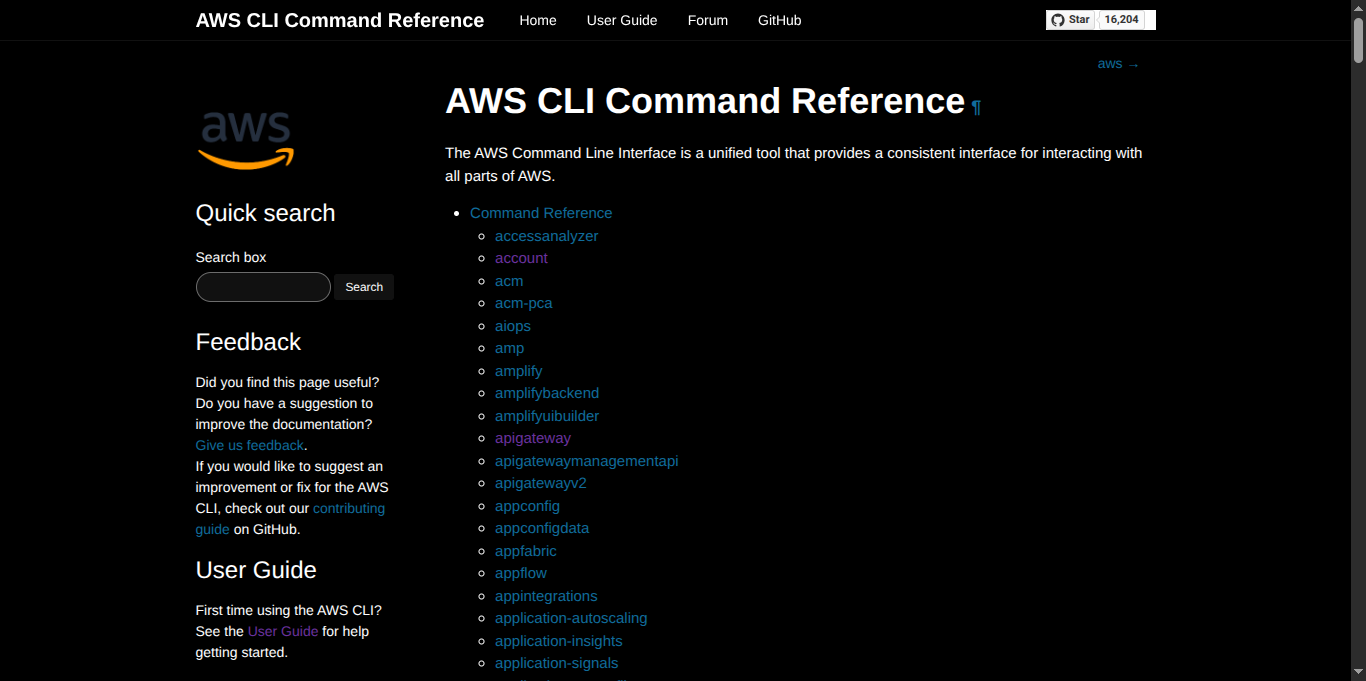 AWS CLI Command Reference Home User Guide Forum GitHub Star 16,204
aws →
aws
Quick search
Search box
Search
Feedback
Did you find this page useful?
Do you have a suggestion to
improve the documentation?
Give us feedback.
If you would like to suggest an
improvement or fix for the AWS
CLI, check out our contributing
guide on GitHub.
User Guide
First time using the AWS CLI?
See the User Guide for help
getting started.
AWS CLI Command Reference ¶
The AWS Command Line Interface is a unified tool that provides a consistent interface for interacting with
all parts of AWS.
Command Reference
accessanalyzer
account
acm
acm-pca
aiops
amp
amplify
amplifybackend
amplifyuibuilder
apigateway
apigatewaymanagementapi
apigatewayv2
appconfig
appconfigdata
appfabric
appflow
appintegrations
application-autoscaling
application-insights
application-signals